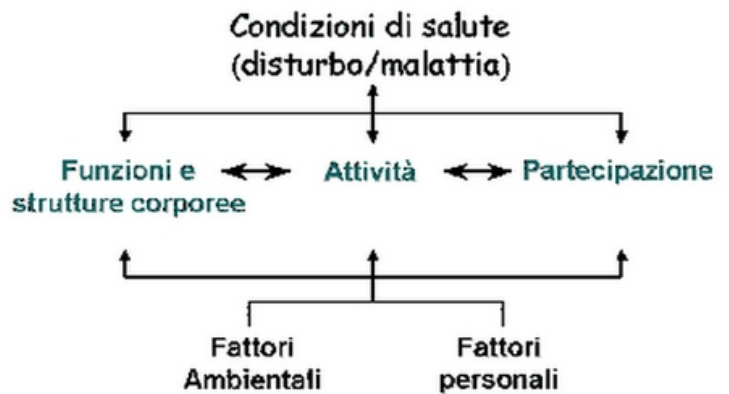 Condizioni di salute
(disturbo/malattia)
Funzioni e
strutture corporee
Attività
Partecipazione
Fattori
Ambientali
Fattori
personali